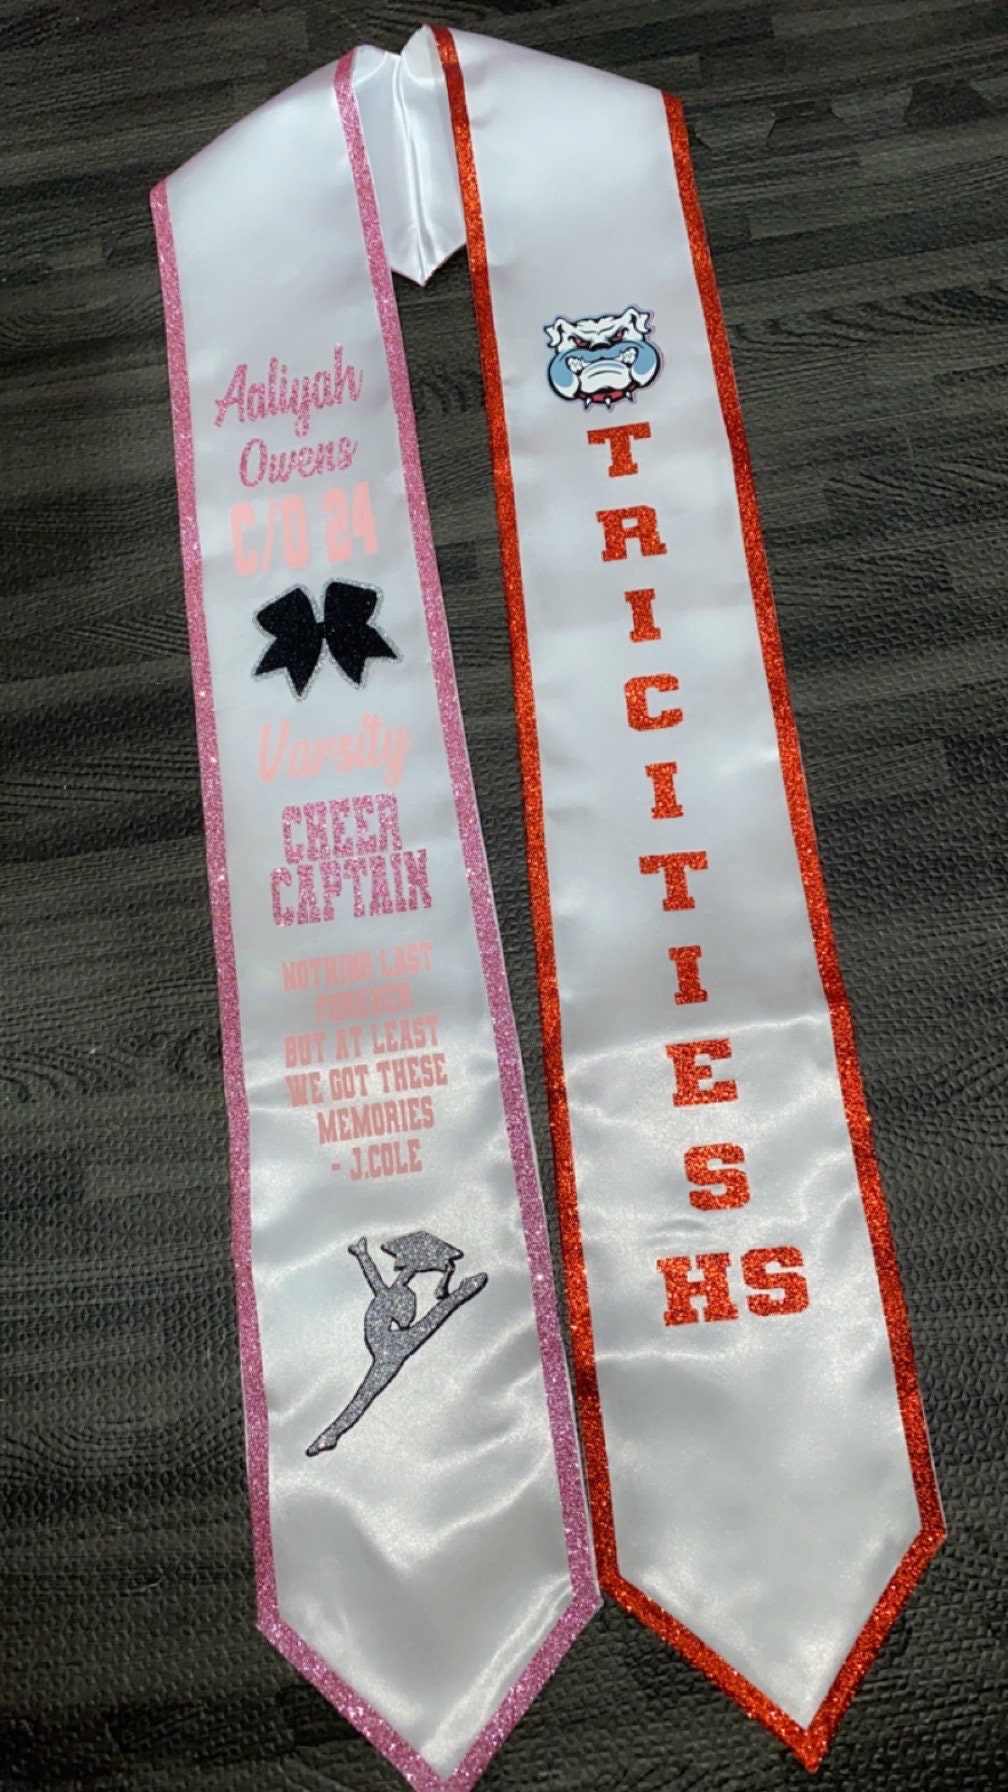 Aaliyah
Owens
C/O 24
Varsity
CHEER
CAPTAIN
NOTHING LAST
FOREVER
BUT AT LEAST
WE GOT THESE
MEMORIES
- J.COLE
T
R
I
C
I
T
I
E
S
HS